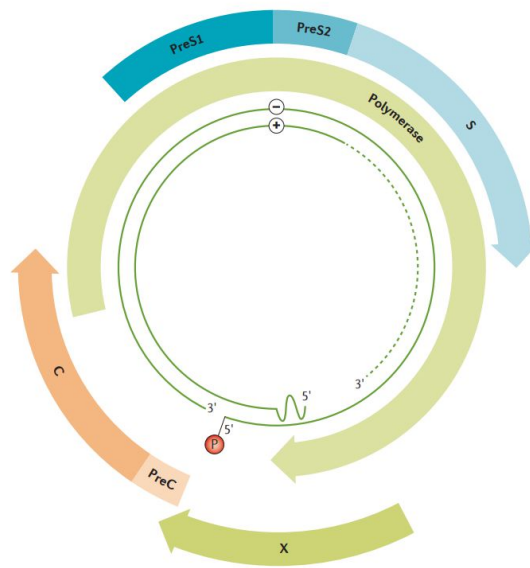 PreS1
PreS2
S
Polymerase
−
+
C
PreC
3'
5'
P
5'
3'
X